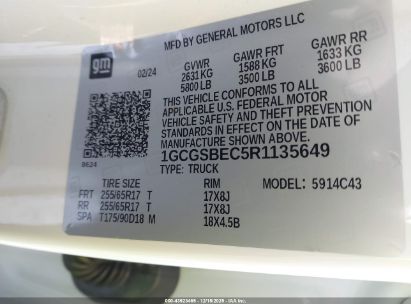 gm
MFD BY GENERAL MOTORS LLC
02/24
GVWR GAWR FRT GAWR RR
2631 KG 1588 KG 1633 KG
5800 LB 3500 LB 3600 LB
THIS VEHICLE CONFORMS TO ALL
APPLICABLE U.S. FEDERAL MOTOR
VEHICLE SAFETY AND THEFT PREVENTION
STANDARDS IN EFFECT ON THE DATE OF
MANUFACTURE SHOWN ABOVE.
1GCGSBEC5R1135649
TYPE: TRUCK
8624
TIRE SIZE RIM MODEL: 5914C43
FRT 255/65R17 T 17X8J
RR 255/65R17 T 17X8J
SPA T175/90D18 M 18X4.5B